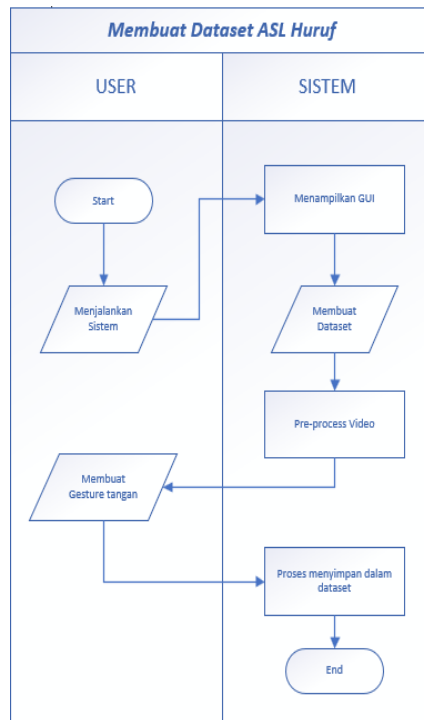 Membuat Dataset ASL Huruf
USER
SISTEM
Start
Menampilkan GUI
Menjalankan
Sistem
Membuat
Dataset
Pre-process Video
Membuat
Gesture tangan
Proses menyimpan dalam
dataset
End